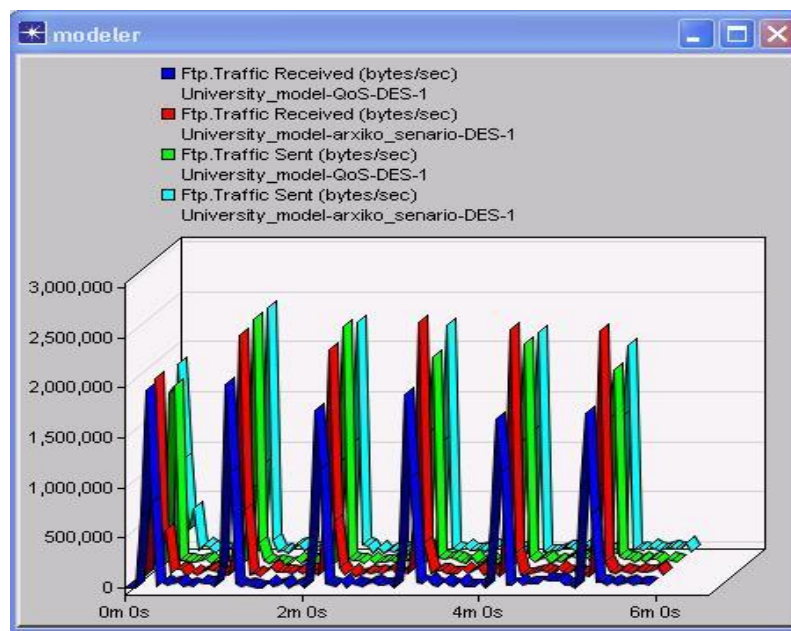 modeler
Ftp.Traffic Received (bytes/sec)
University_model-QoS-DES-1
Ftp.Traffic Received (bytes/sec)
University_model-arxiko_senario-DES-1
Ftp.Traffic Sent (bytes/sec)
University_model-QoS-DES-1
Ftp.Traffic Sent (bytes/sec)
University_model-arxiko_senario-DES-1
3,000,000
2,500,000
2,000,000
1,500,000
1,000,000
500,000
0
0m 0s 2m 0s 4m 0s 6m 0s